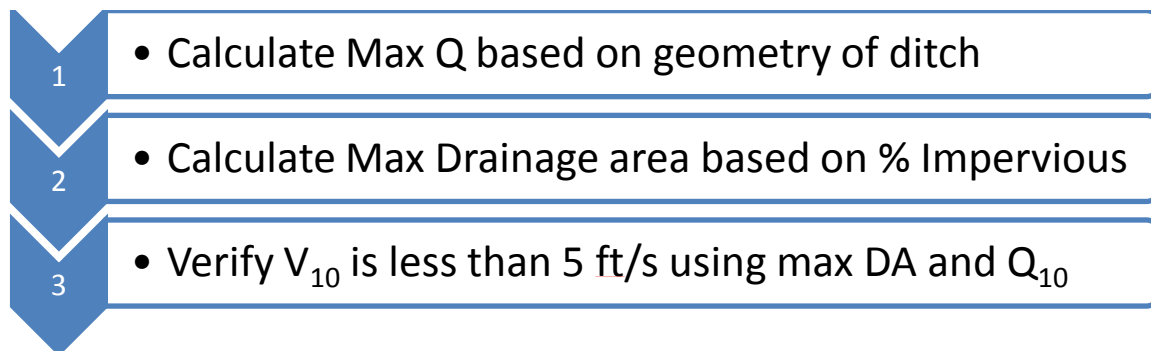 1
• Calculate Max Q based on geometry of ditch
2
• Calculate Max Drainage area based on % Impervious
3
• Verify V₁₀ is less than 5 ft/s using max DA and Q₁₀